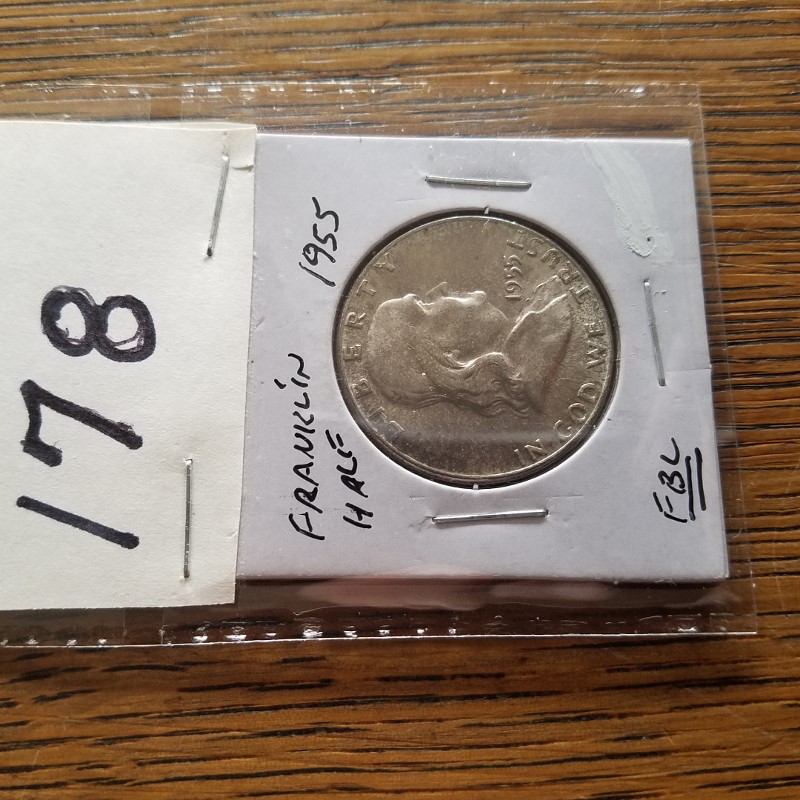 178
FRANKLIN
HALF
1955
FBL
LIBERTY
1955
IN GOD WE TRUST